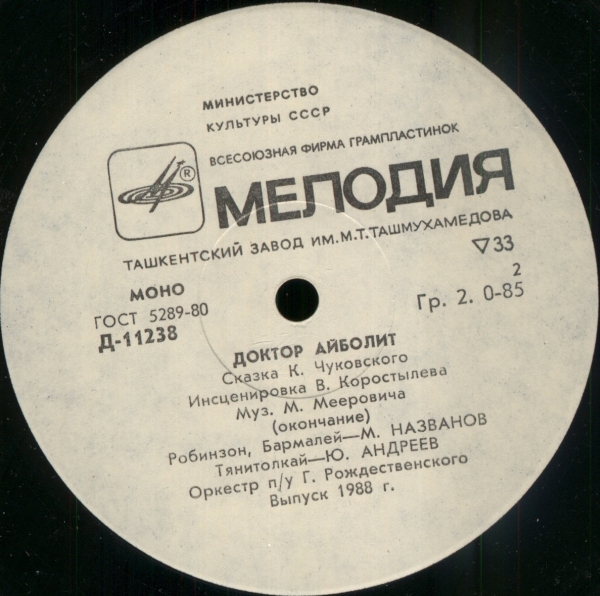 МИНИСТЕРСТВО
КУЛЬТУРЫ СССР
ВСЕСОЮЗНАЯ ФИРМА ГРАМПЛАСТИНОК
®
МЕЛОДИЯ
ТАШКЕНТСКИЙ ЗАВОД ИМ. М.Т.ТАШМУХАМЕДОВА
МОНО
▽33
ГОСТ 5289-80
2
Д-11238
Гр. 2. 0-85
ДОКТОР АЙБОЛИТ
Сказка К. Чуковского
Инсценировка В. Коростылева
Муз. М. Мееровича
(окончание)
Робинзон, Бармалей—М. НАЗВАНОВ
Тянитолкай—Ю. АНДРЕЕВ
Оркестр п/у Г. Рождественского
Выпуск 1988 г.